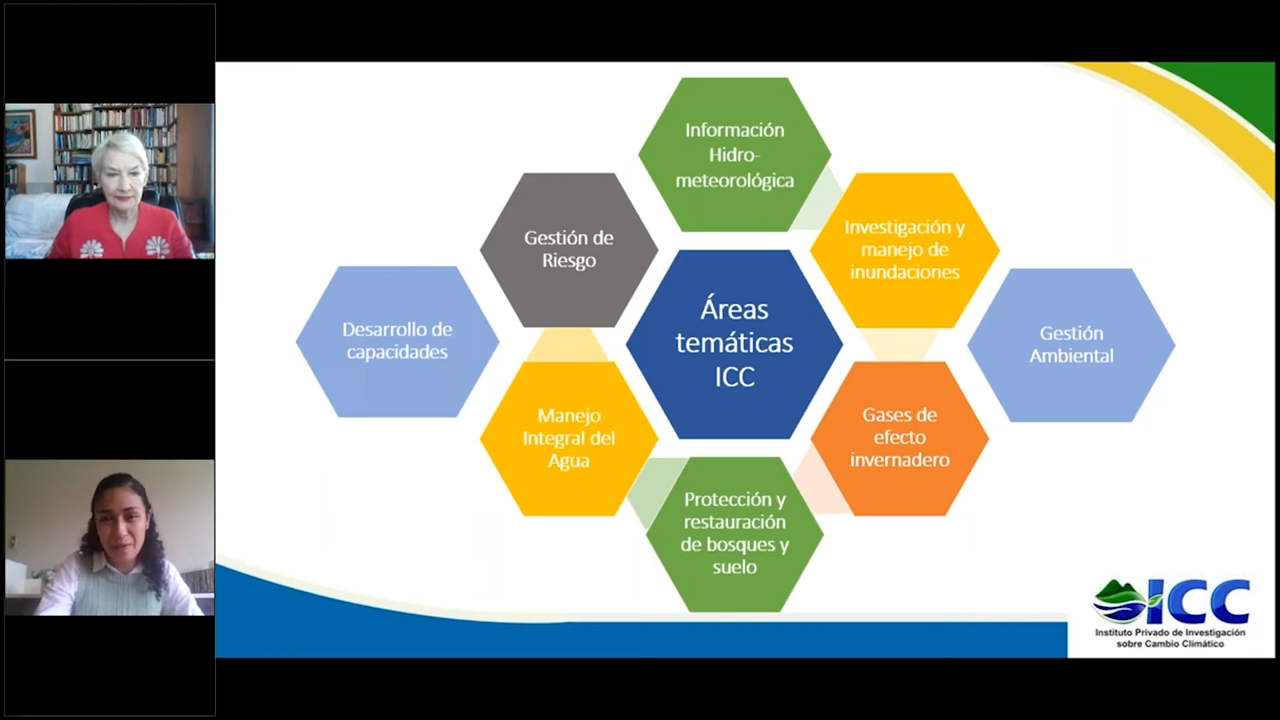 Información
Hidro-
meteorológica
Gestión de
Riesgo
Investigación y
manejo de
inundaciones
Desarrollo de
capacidades
Áreas
temáticas
ICC
Gestión
Ambiental
Manejo
Integral del
Agua
Gases de
efecto
invernadero
Protección y
restauración
de bosques y
suelo
ICC
Instituto Privado de Investigación
sobre Cambio Climático